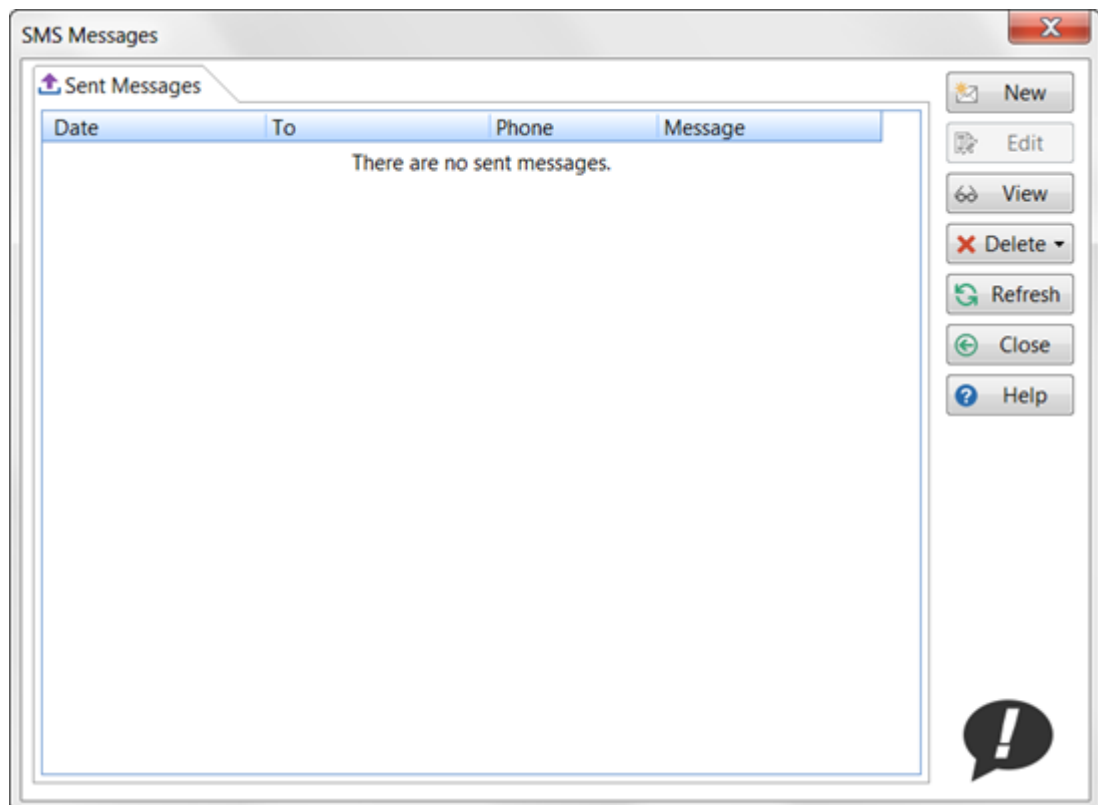 SMS Messages
Sent Messages
Date To Phone Message
There are no sent messages.
New
Edit
View
Delete
Refresh
Close
Help